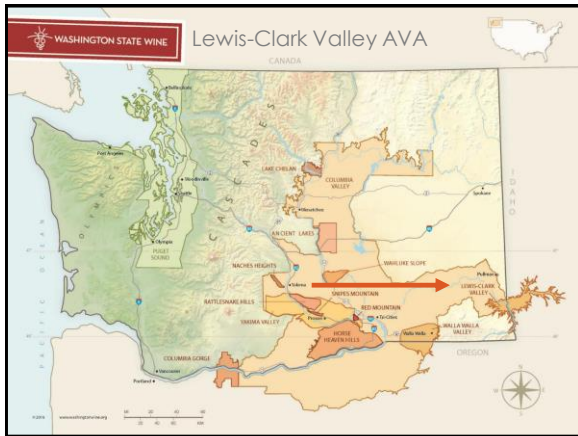 WASHINGTON STATE WINE
Lewis-Clark Valley AVA
CANADA
Bellingham
Port Angeles
OLYMPICS
CASCADES
LAKE CHELAN
COLUMBIA
VALLEY
IDAHO
Woodinville
Seattle
Spokane
Wenatchee
PACIFIC OCEAN
Olympia
PUGET
SOUND
ANCIENT LAKES
WAHLUKE SLOPE
NACHES HEIGHTS
Pullman
Yakima
LEWIS-CLARK
VALLEY
SNIPES MOUNTAIN
RATTLESNAKE HILLS
RED MOUNTAIN
Prosser
Tri-Cities
YAKIMA VALLEY
HORSE
HEAVEN HILLS
Walla Walla
WALLA WALLA
VALLEY
OREGON
COLUMBIA GORGE
Vancouver
Portland
www.washingtonwine.org